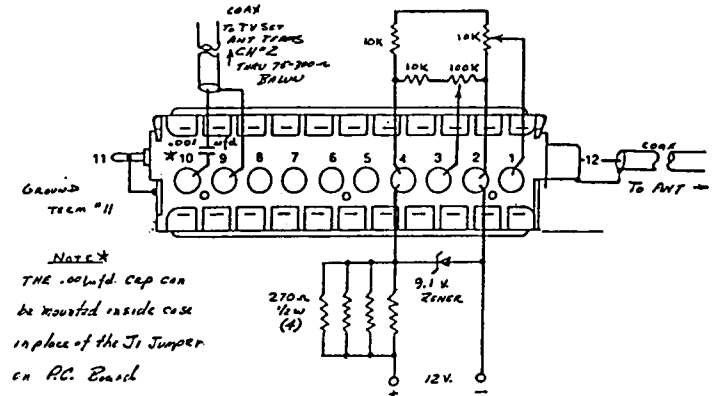 COAX
TO TV SET
ANT TERMS
CH #2
THRU 75-300Ω
BALUN
10K
10K
10K
100K
.001 mfd.
*
11
10
9
8
7
6
5
4
3
2
1
12
COAX
TO ANT
GROUND
TERM #11
NOTE *
THE .001mfd. cap can
be mounted inside case
in place of the J1 Jumper
on P.C. Board
270Ω
1/2W
(4)
9.1 V.
ZENER
+
12V.
-